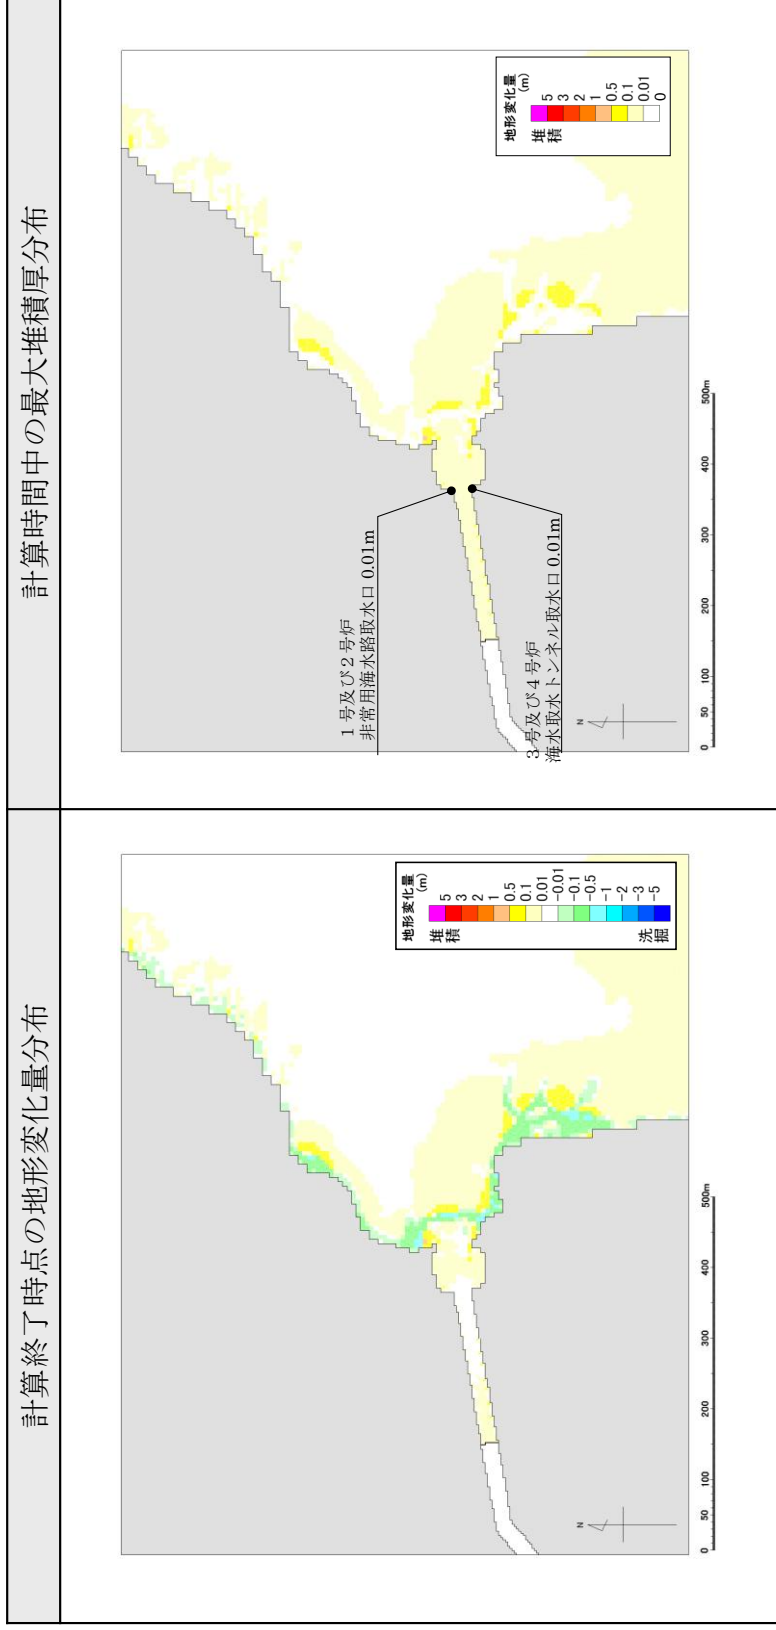 計算終了時点の地形変化量分布
地形変化量
(m)
堆
積
5
3
2
1
0.5
0.1
0.01
-0.01
-0.1
-0.5
-1
-2
-3
-5
洗
掘
N
0 50 100 200 300 400 500m
計算時間中の最大堆積厚分布
地形変化量
(m)
堆
積
5
3
2
1
0.5
0.1
0.01
0
1号及び2号炉
非常用海水路取水口 0.01m
3号及び4号炉
海水取水トンネル取水口 0.01m
N
0 50 100 200 300 400 500m